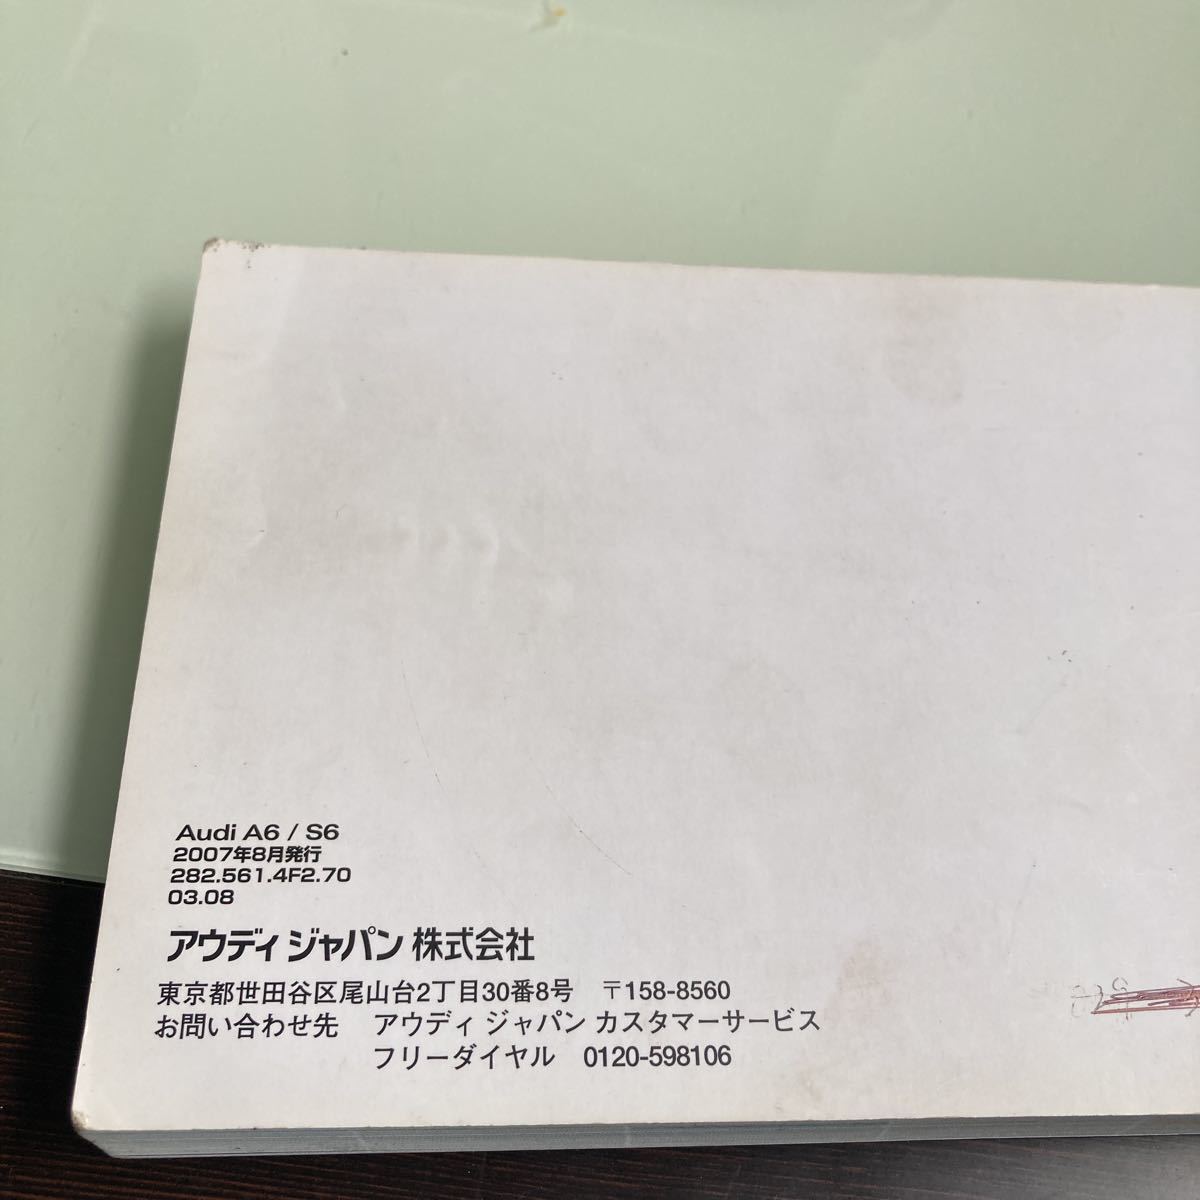 Audi A6 / S6
2007年8月発行
282.561.4F2.70
03.08
アウディ ジャパン 株式会社
東京都世田谷区尾山台2丁目30番8号　〒158-8560
お問い合わせ先　アウディ ジャパン カスタマーサービス
フリーダイヤル　0120-598106